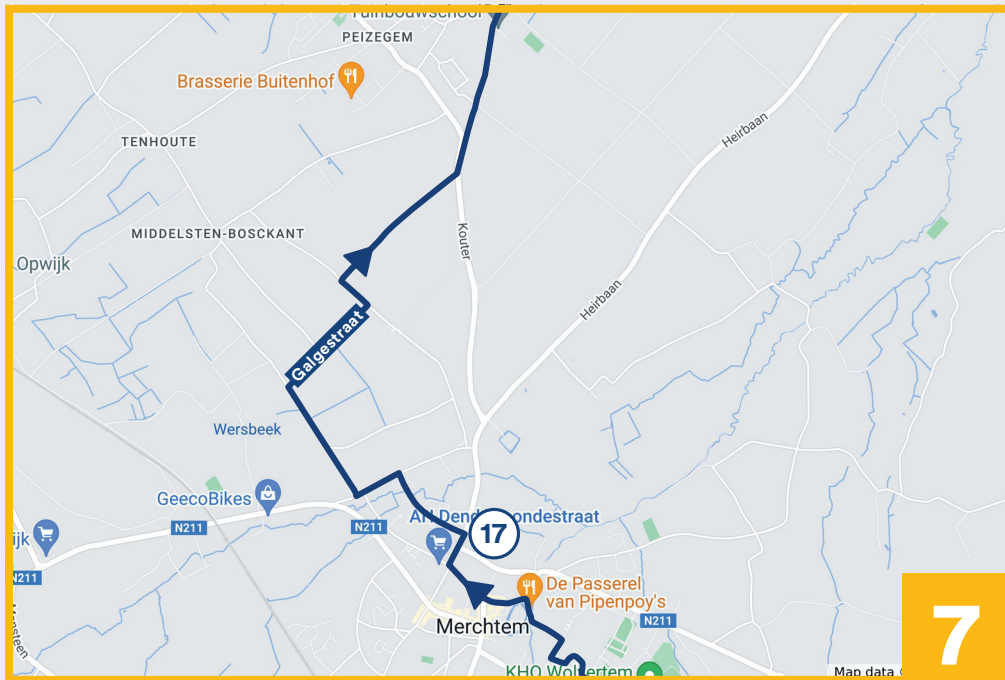 Tuinbouwschool
PEIZEGEM
Brasserie Buitenhof
Heirbaan
TENHOUTE
MIDDELSTEN-BOSCKANT
Kouter
Opwijk
Heirbaan
Galgestraat
Wersbeek
GeecoBikes
N211
N211
17
N211
De Passerel
van Pipenpoy's
N211
Merchtem
7
Map data